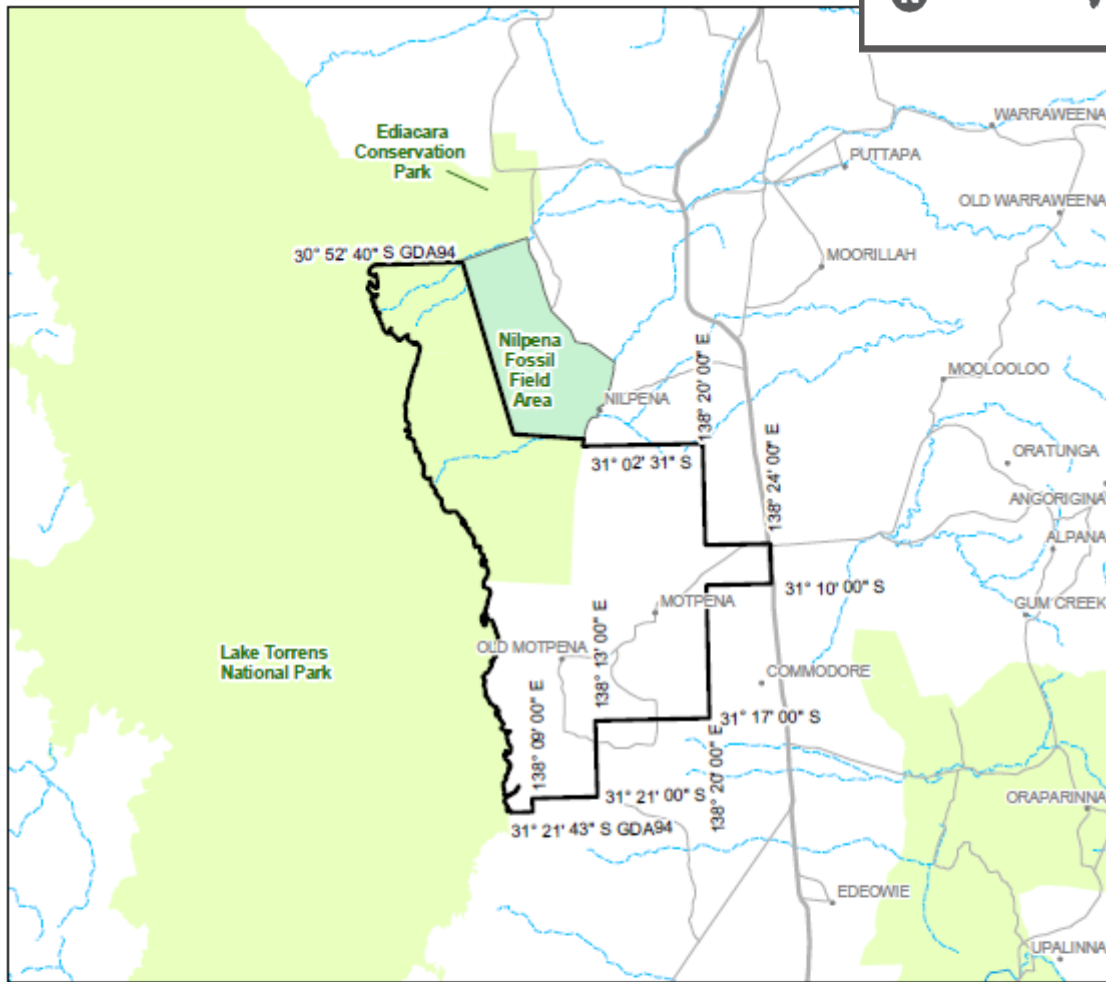 N
WARRAWEENA
Ediacara
Conservation
Park
PUTTAPA
OLD WARRAWEENA
30° 52' 40" S GDA94
MOORILLAH
Nilpena
Fossil
Field
Area
138° 20' 00" E
MOOLOOLOO
NILPENA
138° 24' 00" E
31° 02' 31" S
ORATUNGA
ANGORIGINA
ALPANA
31° 10' 00" S
MOTPENA
GUM CREEK
138° 13' 00" E
OLD MOTPENA
Lake Torrens
National Park
COMMODORE
138° 09' 00" E
31° 17' 00" S
138° 20' 00" E
31° 21' 00" S
ORAPARINNA
31° 21' 43" S GDA94
EDEOWIE
UPALINNA